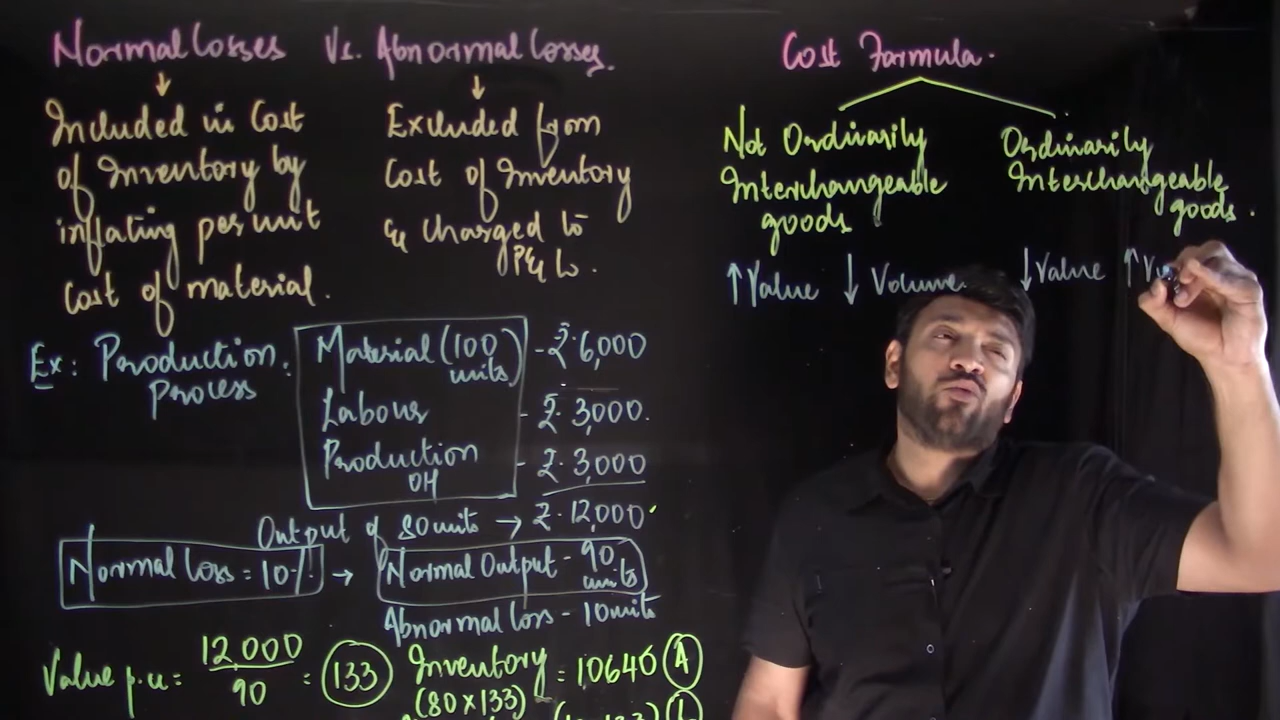 Normal Losses Vs. Abnormal Losses.
Included in Cost
of Inventory by
inflating per unit
Cost of material.
Excluded from
Cost of Inventory
& charged to
P&L.
Ex: Production
Process
Material (100
units) - ₹ 6,000
Labour - ₹ 3,000.
Production
OH - ₹ 3,000
Output of 80 units → ₹ 12,000
Normal Loss = 10% → Normal Output - 90
units
Abnormal loss - 10 units
Value p.u = 12,000 / 90 = 133
Inventory = 10640 A
(80 x 133)
Cost Formula.
Not Ordinarily
Interchangeable
goods
↑ Value ↓ Volume.
Ordinarily
Interchangeable
goods.
↓ Value ↑